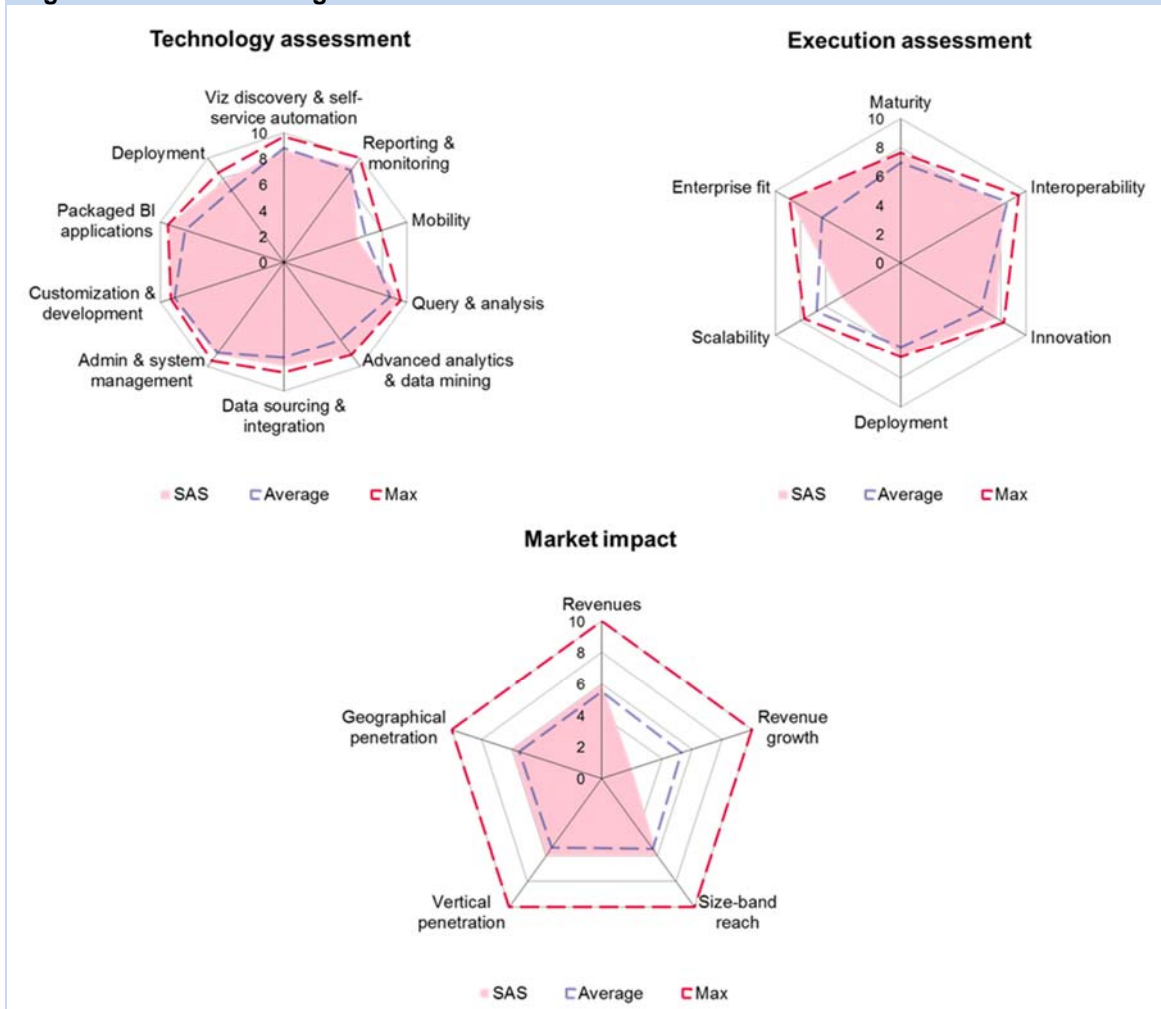 Technology assessment
Viz discovery & self-
service automation
10
8
6
4
2
0
Reporting &
monitoring
Mobility
Query & analysis
Advanced analytics
& data mining
Data sourcing &
integration
Admin & system
management
Customization &
development
Packaged BI
applications
Deployment
SAS
Average
Max
Execution assessment
Maturity
10
8
6
4
2
0
Interoperability
Innovation
Deployment
Scalability
Enterprise fit
SAS
Average
Max
Market impact
Revenues
10
8
6
4
2
0
Revenue
growth
Size-band
reach
Vertical
penetration
Geographical
penetration
SAS
Average
Max